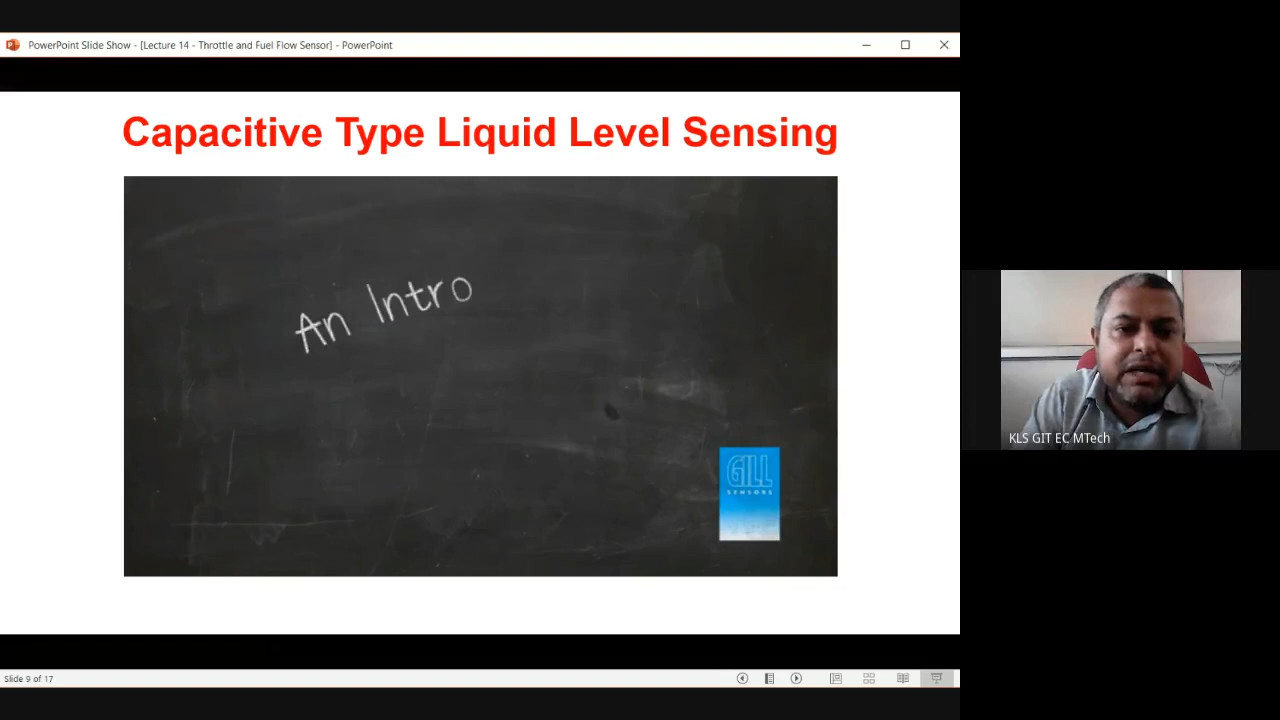 PowerPoint Slide Show - [Lecture 14 - Throttle and Fuel Flow Sensor] - PowerPoint
Capacitive Type Liquid Level Sensing
An Intro
GILL
SENSORS
KLS GIT EC MTech
Slide 9 of 17